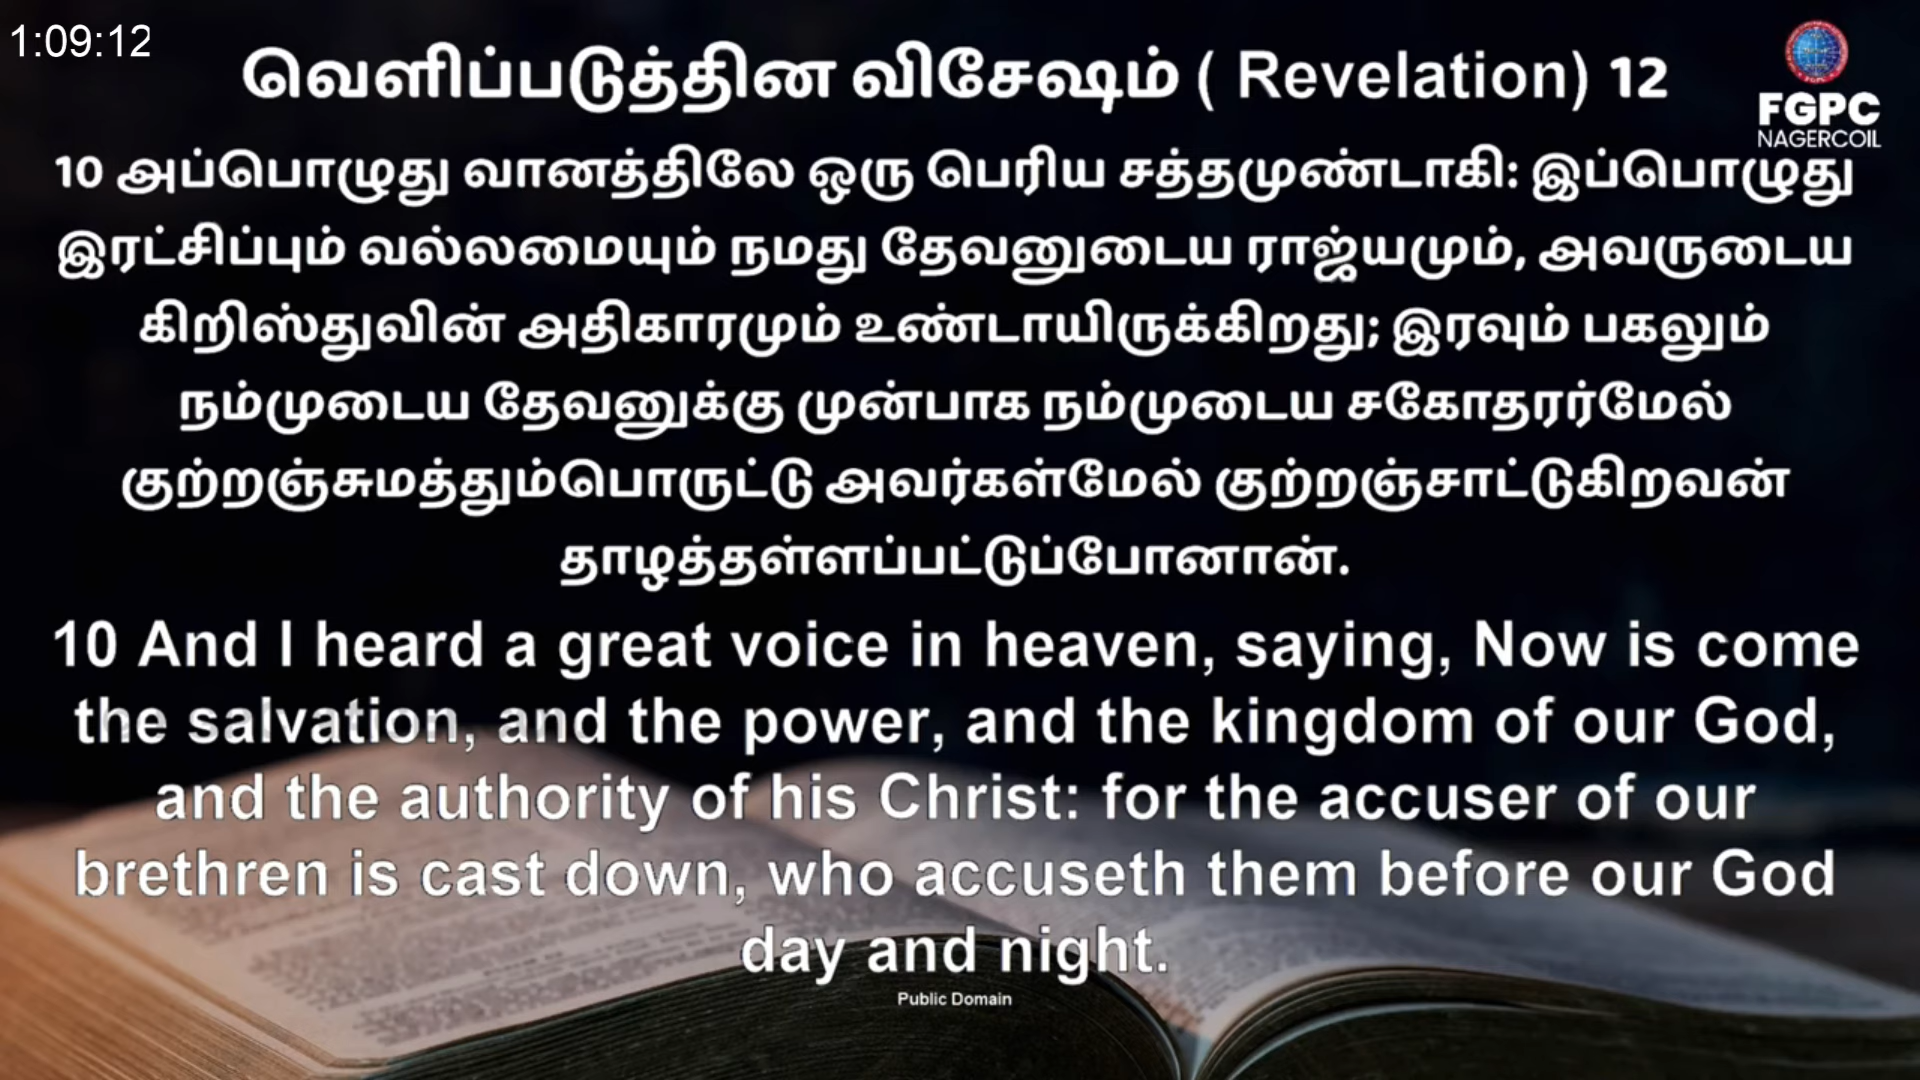 1:09:12
வெளிப்படுத்தின விசேஷம் ( Revelation) 12
FGPC
NAGERCOIL
10 அப்பொழுது வானத்திலே ஒரு பெரிய சத்தமுண்டாகி: இப்பொழுது
இரட்சிப்பும் வல்லமையும் நமது தேவனுடைய ராஜ்யமும், அவருடைய
கிறிஸ்துவின் அதிகாரமும் உண்டாயிருக்கிறது; இரவும் பகலும்
நம்முடைய தேவனுக்கு முன்பாக நம்முடைய சகோதரர்மேல்
குற்றஞ்சுமத்தும்பொருட்டு அவர்கள்மேல் குற்றஞ்சாட்டுகிறவன்
தாழத்தள்ளப்பட்டுப்போனான்.
10 And I heard a great voice in heaven, saying, Now is come
the salvation, and the power, and the kingdom of our God,
and the authority of his Christ: for the accuser of our
brethren is cast down, who accuseth them before our God
day and night.
Public Domain